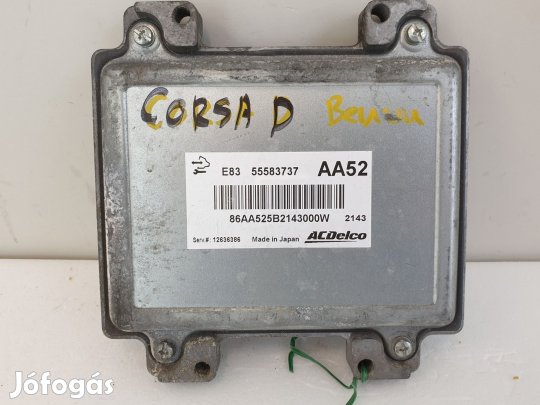 CORSA D Benzin
E83 55583737 AA52
86AA525B2143000W 2143
Serv.#: 12636386 Made in Japan ACDelco
Jófogás